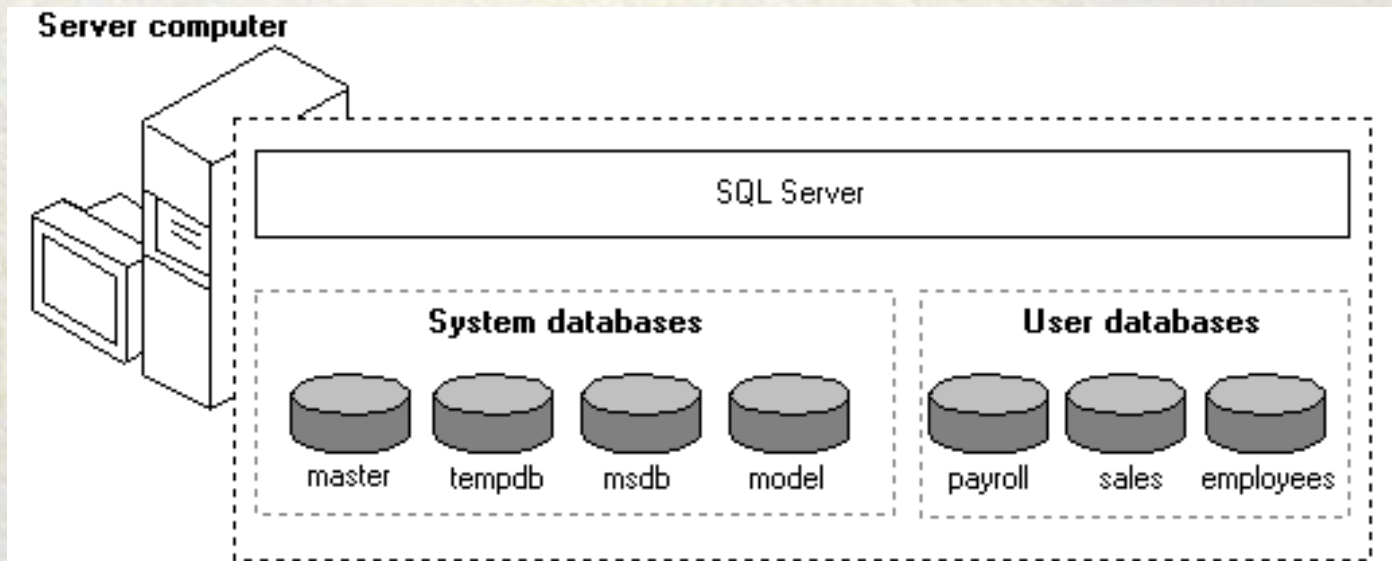 Server computer
SQL Server
System databases
master tempdb msdb model
User databases
payroll sales employees